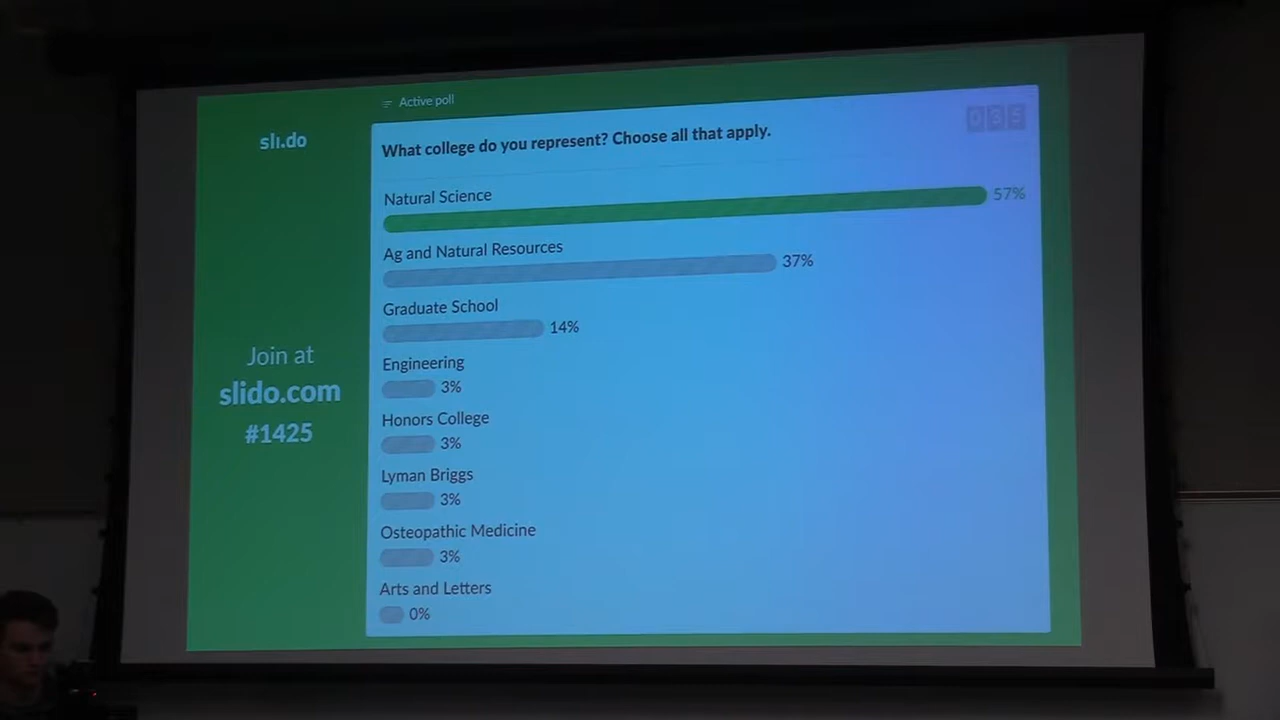 Active poll
sli.do
What college do you represent? Choose all that apply.
035
Natural Science
57%
Ag and Natural Resources
37%
Graduate School
14%
Engineering
3%
Honors College
3%
Lyman Briggs
3%
Osteopathic Medicine
3%
Arts and Letters
0%
Join at
slido.com
#1425